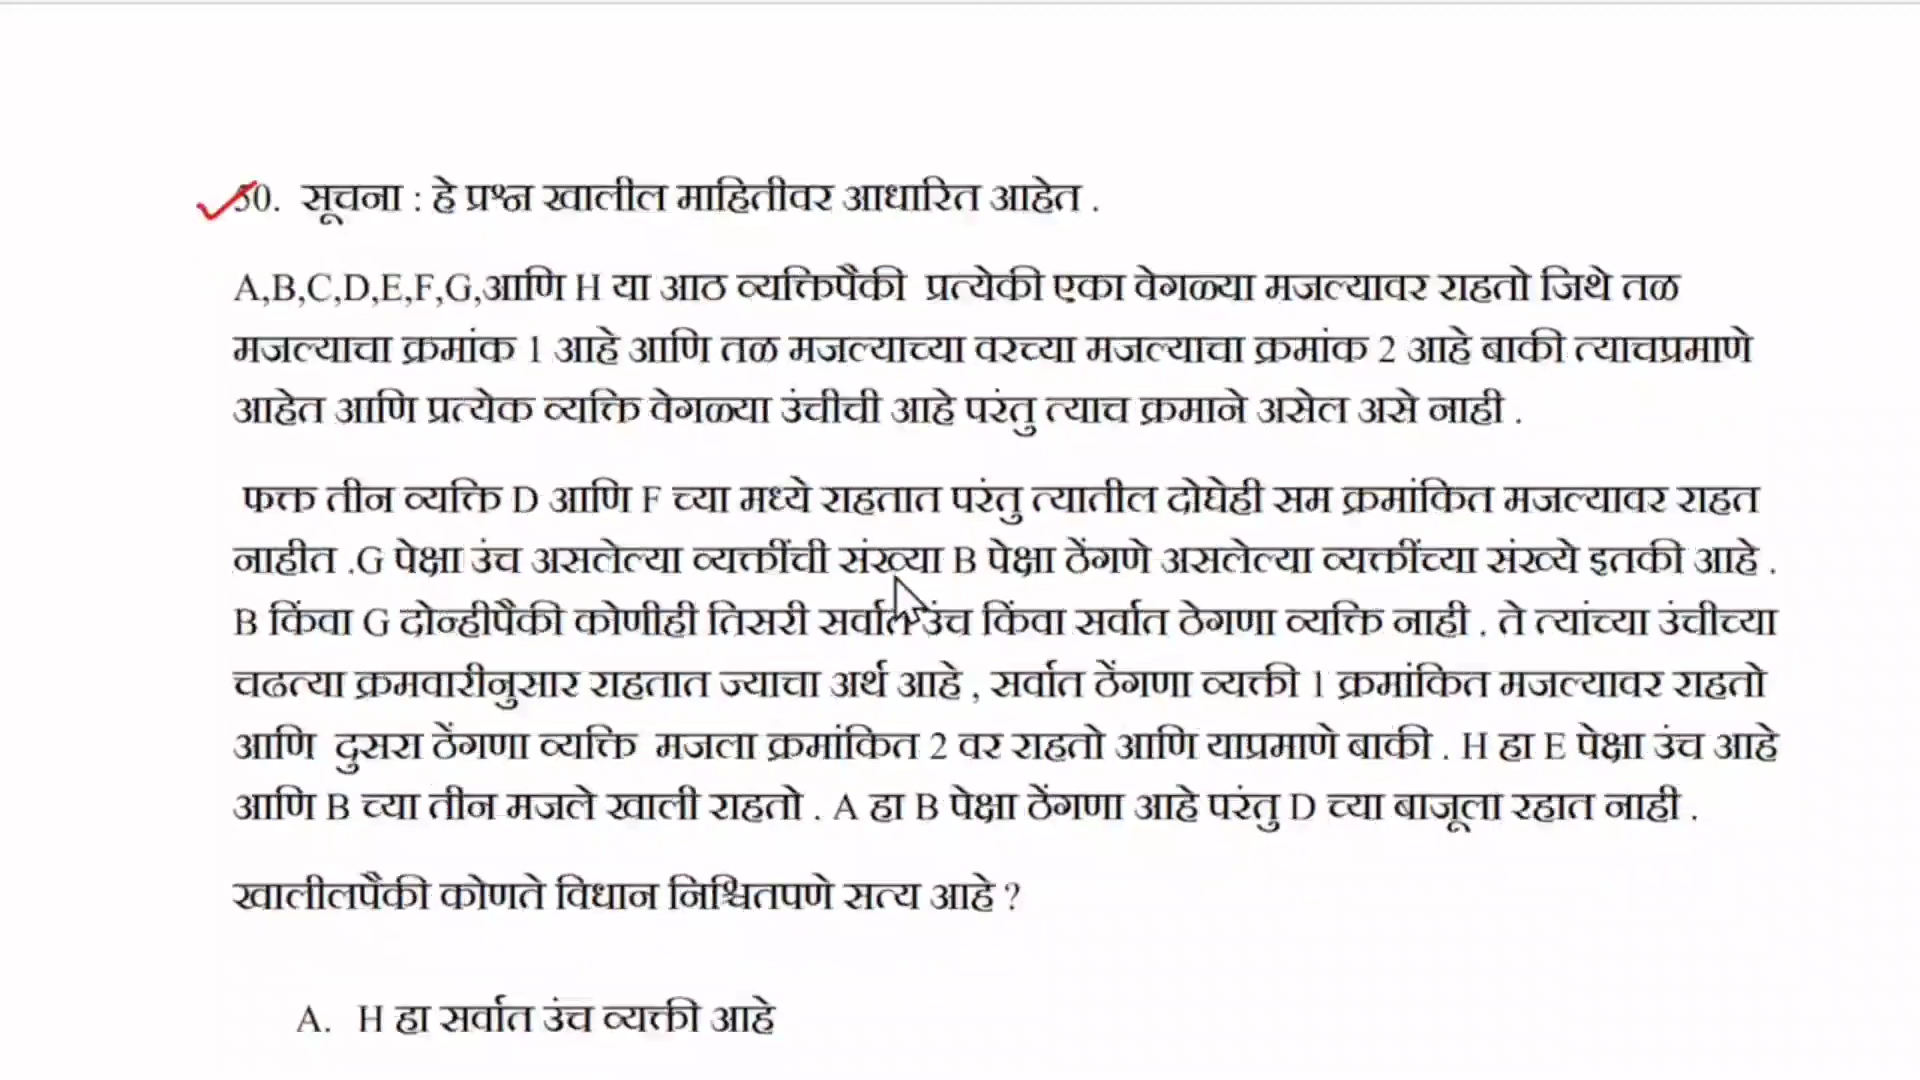 50. सूचना : हे प्रश्न खालील माहितीवर आधारित आहेत .
A,B,C,D,E,F,G,आणि H या आठ व्यक्तिपैकी प्रत्येकी एका वेगळ्या मजल्यावर राहतो जिथे तळ
मजल्याचा क्रमांक 1 आहे आणि तळ मजल्याच्या वरच्या मजल्याचा क्रमांक 2 आहे बाकी त्याचप्रमाणे
आहेत आणि प्रत्येक व्यक्ति वेगळ्या उंचीची आहे परंतु त्याच क्रमाने असेल असे नाही .
फक्त तीन व्यक्ति D आणि F च्या मध्ये राहतात परंतु त्यातील दोघेही सम क्रमांकित मजल्यावर राहत
नाहीत .G पेक्षा उंच असलेल्या व्यक्तींची संख्या B पेक्षा ठेंगणे असलेल्या व्यक्तींच्या संख्ये इतकी आहे .
B किंवा G दोन्हीपैकी कोणीही तिसरी सर्वात उंच किंवा सर्वात ठेगणा व्यक्ति नाही . ते त्यांच्या उंचीच्या
चढत्या क्रमवारीनुसार राहतात ज्याचा अर्थ आहे , सर्वात ठेंगणा व्यक्ती 1 क्रमांकित मजल्यावर राहतो
आणि दुसरा ठेंगणा व्यक्ति मजला क्रमांकित 2 वर राहतो आणि याप्रमाणे बाकी . H हा E पेक्षा उंच आहे
आणि B च्या तीन मजले खाली राहतो . A हा B पेक्षा ठेंगणा आहे परंतु D च्या बाजूला रहात नाही .
खालीलपैकी कोणते विधान निश्चितपणे सत्य आहे ?
A. H हा सर्वात उंच व्यक्ती आहे